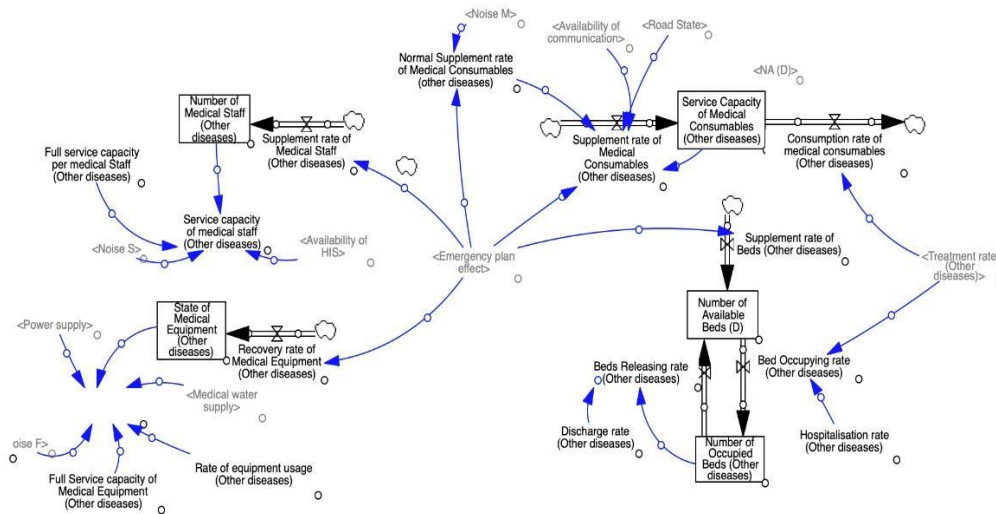 <Noise M>
<Availability of
communication>
<Road State>
Normal Supplement rate
of Medical Consumables
(other diseases)
<NA (D)>
Number of
Medical Staff
(Other
diseases)
Supplement rate of
Medical Staff
(Other diseases)
Service Capacity
of Medical
Consumables
(Other diseases)
Supplement rate of
Medical
Consumables
(Other diseases)
Consumption rate of
medical consumables
(Other diseases)
Full service capacity
per medical Staff
(Other diseases)
Service capacity
of medical staff
(Other diseases)
<Noise S>
<Availability of
HIS>
<Emergency plan
effect>
Supplement rate of
Beds (Other diseases)
<Treatment rate
(Other
diseases)>
<Power supply>
State of
Medical
Equipment
(Other
diseases)
Recovery rate of
Medical Equipment
(Other diseases)
Number of
Available
Beds (D)
Beds Releasing rate
(Other diseases)
Bed Occupying rate
(Other diseases)
<Medical water
supply>
oise F>
Rate of equipment usage
(Other diseases)
Full Service capacity of
Medical Equipment
(Other diseases)
Discharge rate
(Other diseases)
Number of
Occupied
Beds (Other
diseases)
Hospitalisation rate
(Other diseases)